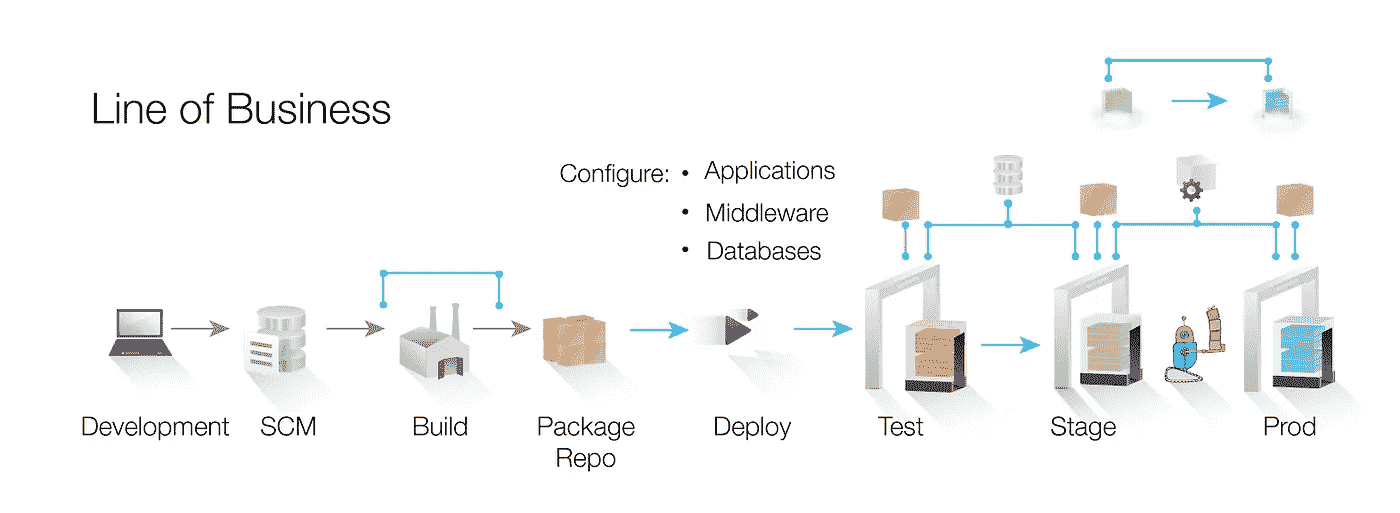 Line of Business
Configure: • Applications
• Middleware
• Databases
Development
SCM
Build
Package
Repo
Deploy
Test
Stage
Prod